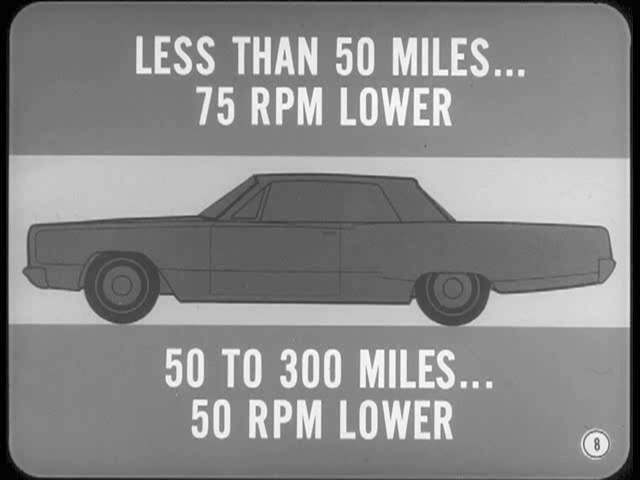 LESS THAN 50 MILES...
75 RPM LOWER
50 TO 300 MILES...
50 RPM LOWER
8